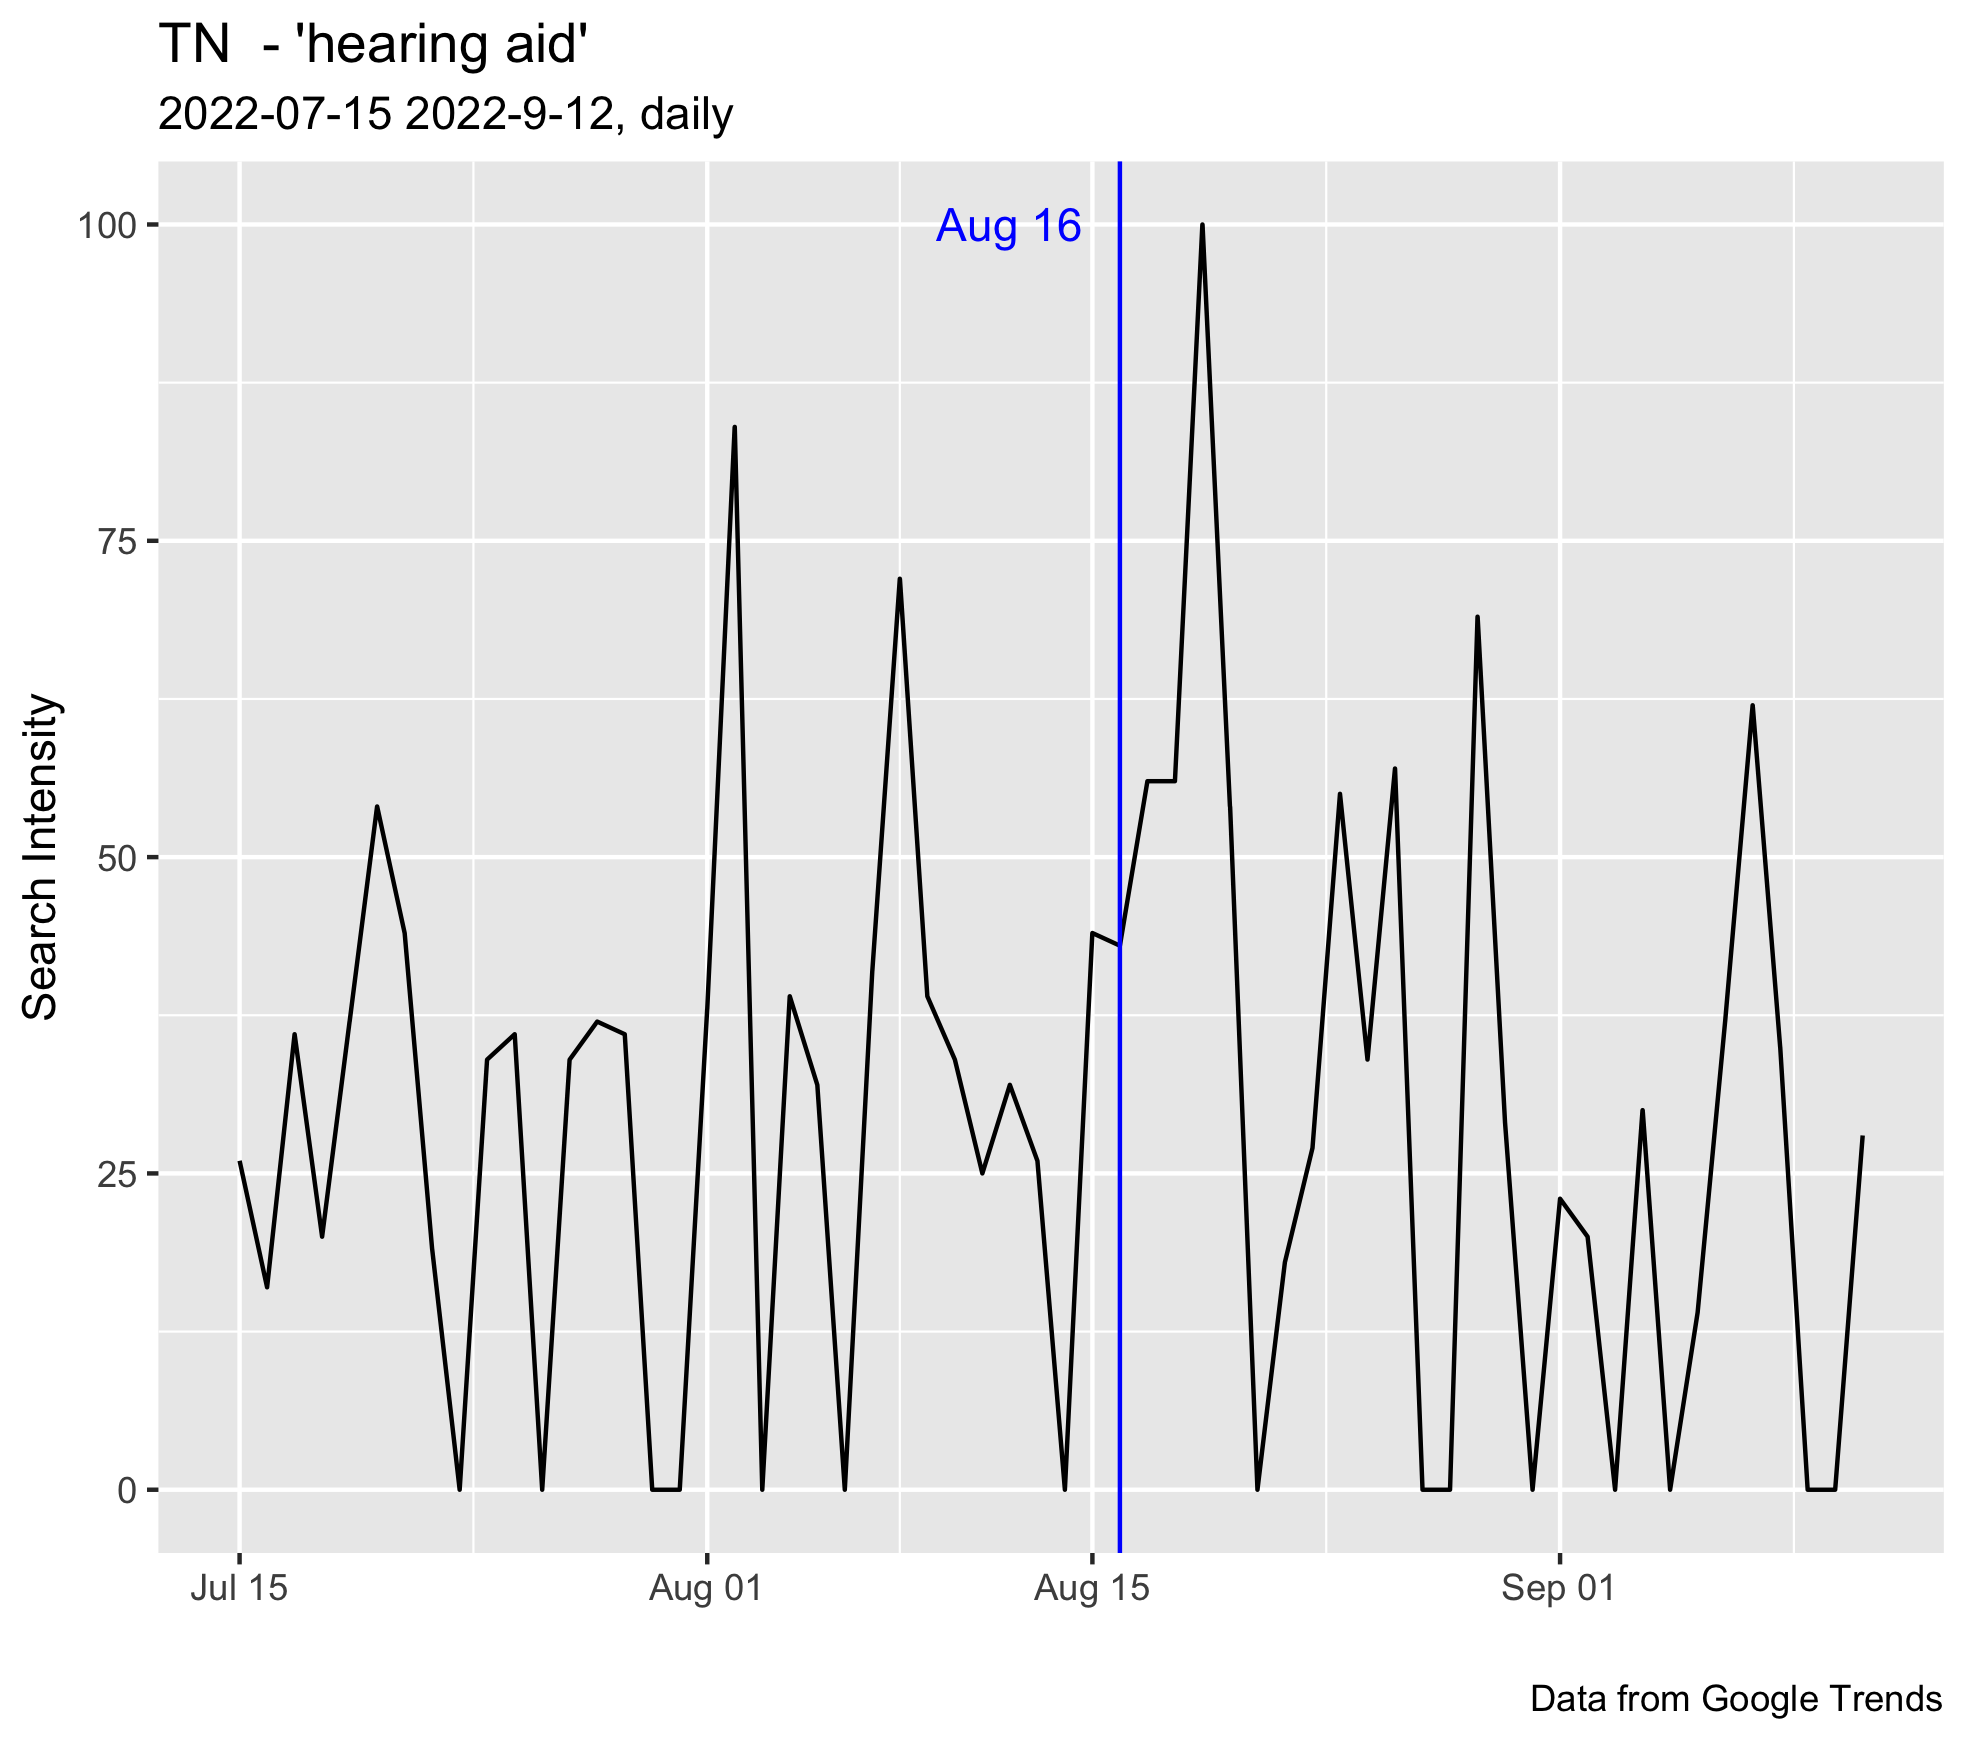 TN  - 'hearing aid'
2022-07-15 2022-9-12, daily
Aug 16
100
75
50
25
0
Search Intensity
Jul 15
Aug 01
Aug 15
Sep 01
Data from Google Trends